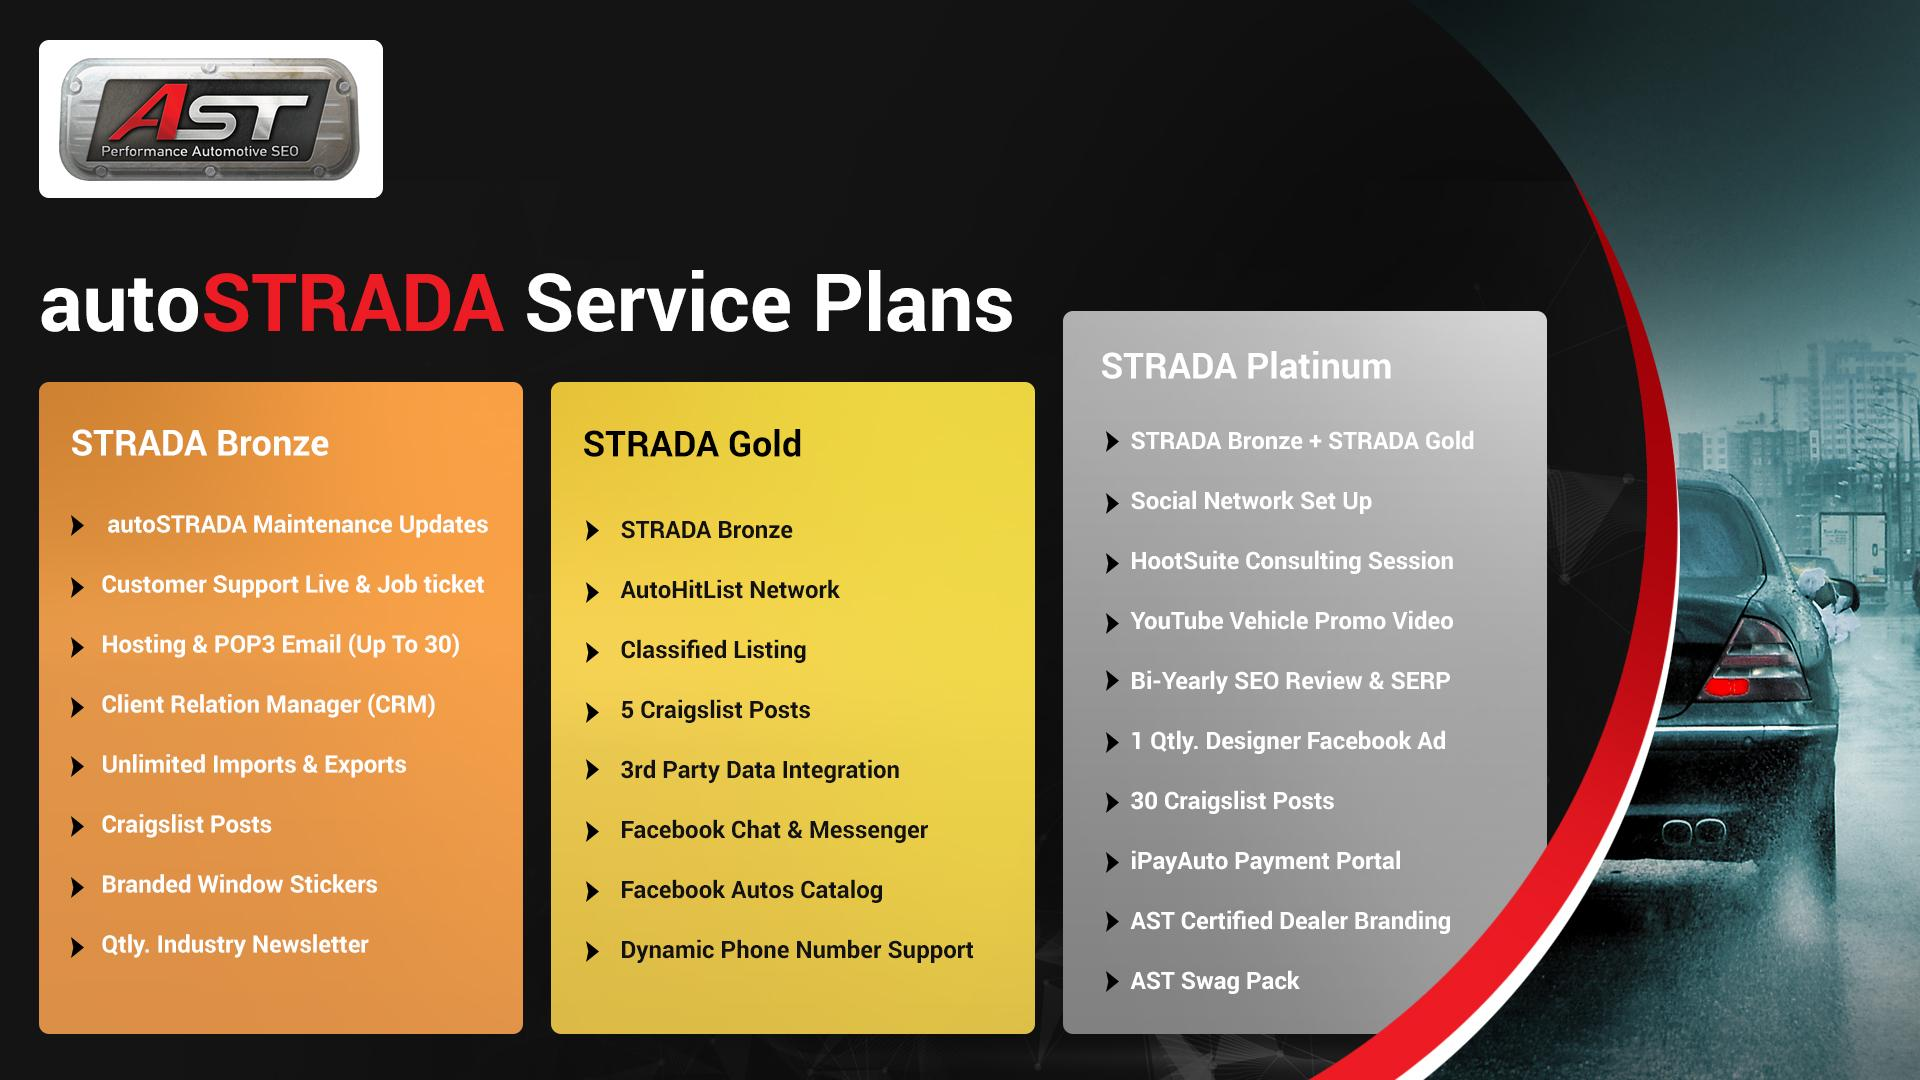 AST
Performance Automotive SEO
autoSTRADA Service Plans
STRADA Bronze
autoSTRADA Maintenance Updates
Customer Support Live & Job ticket
Hosting & POP3 Email (Up To 30)
Client Relation Manager (CRM)
Unlimited Imports & Exports
Craigslist Posts
Branded Window Stickers
Qtly. Industry Newsletter
STRADA Gold
STRADA Bronze
AutoHitList Network
Classified Listing
5 Craigslist Posts
3rd Party Data Integration
Facebook Chat & Messenger
Facebook Autos Catalog
Dynamic Phone Number Support
STRADA Platinum
STRADA Bronze + STRADA Gold
Social Network Set Up
HootSuite Consulting Session
YouTube Vehicle Promo Video
Bi-Yearly SEO Review & SERP
1 Qtly. Designer Facebook Ad
30 Craigslist Posts
iPayAuto Payment Portal
AST Certified Dealer Branding
AST Swag Pack